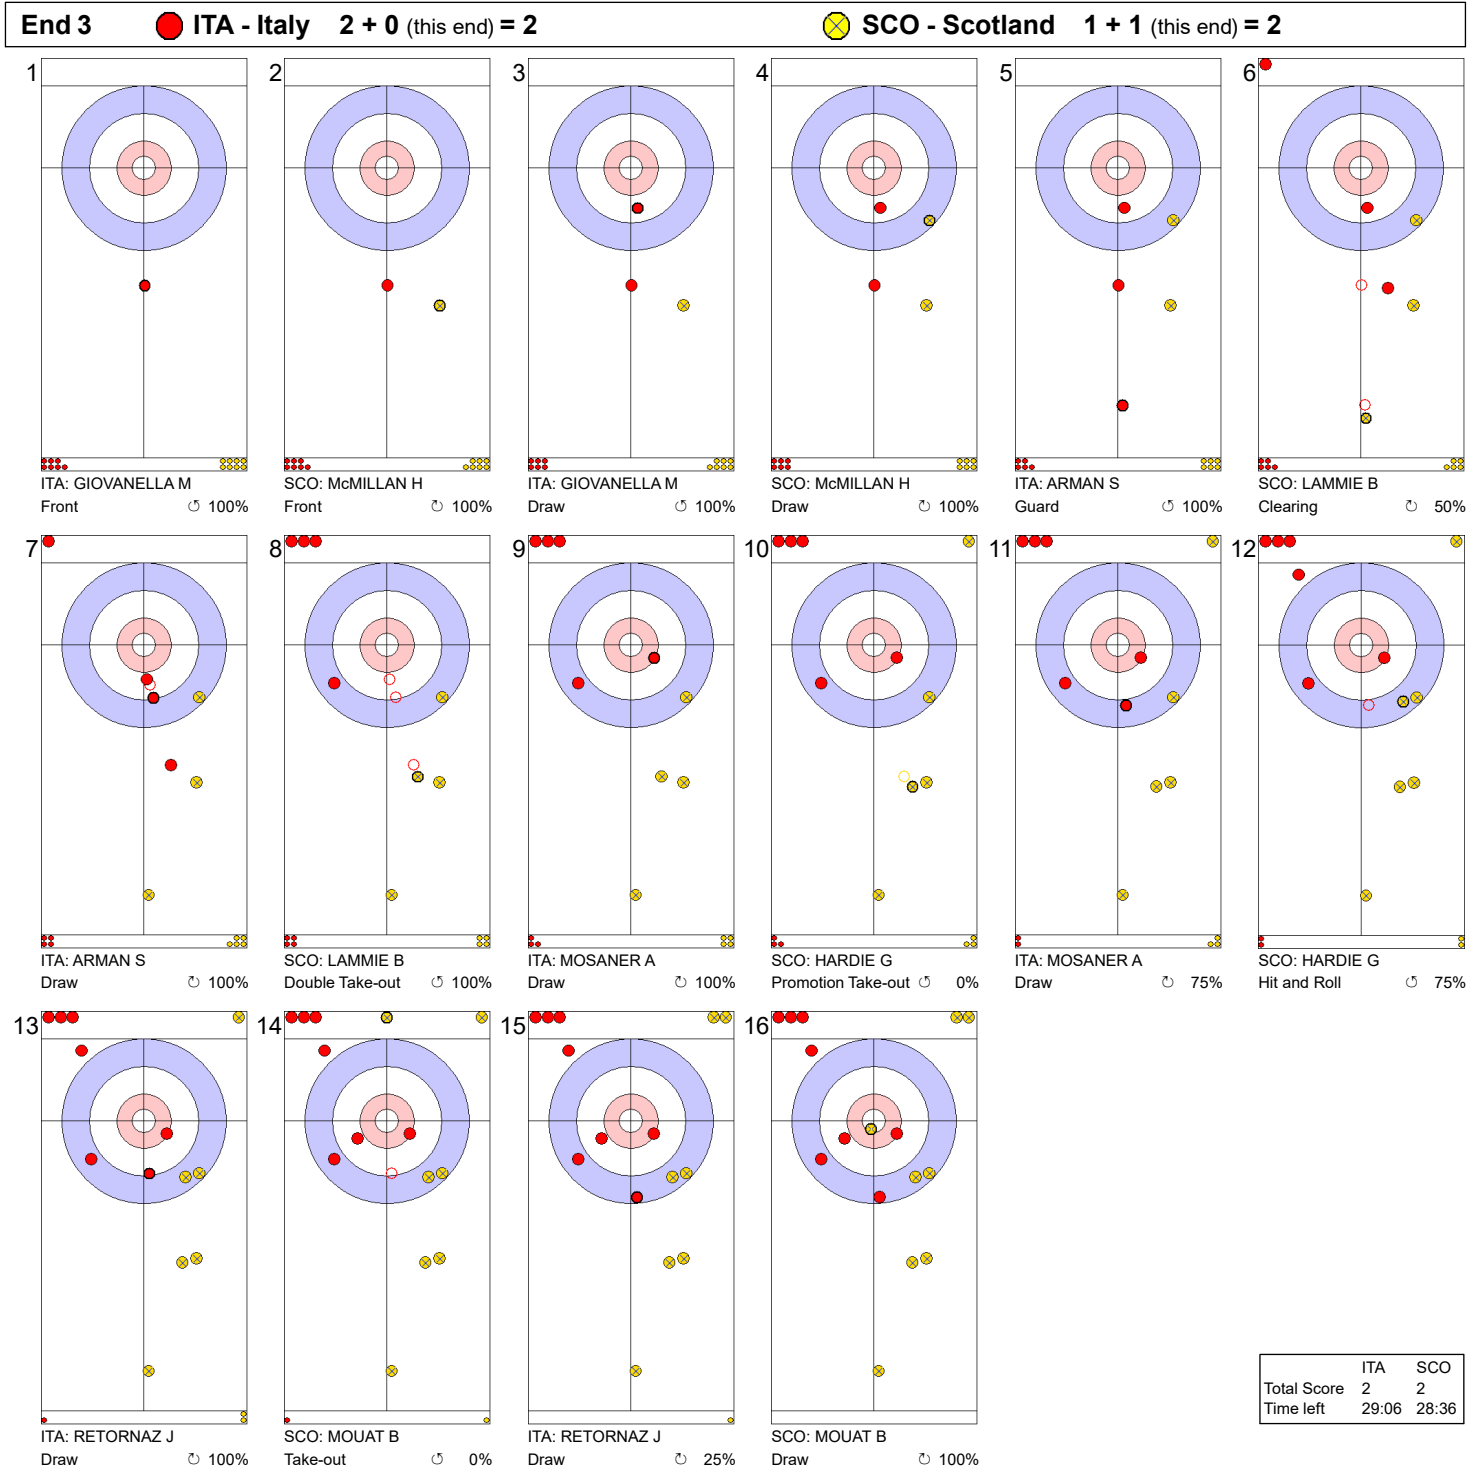 End 3 ITA - Italy 2 + 0 (this end) = 2 SCO - Scotland 1 + 1 (this end) = 2
1 2 3 4 5 6
ITA: GIOVANELLA M SCO: McMILLAN H ITA: GIOVANELLA M SCO: McMILLAN H ITA: ARMAN S SCO: LAMMIE B
Front ↺ 100% Front ↺ 100% Draw ↺ 100% Draw ↺ 100% Guard ↺ 100% Clearing ↻ 50%
7 8 9 10 11 12
ITA: ARMAN S SCO: LAMMIE B ITA: MOSANER A SCO: HARDIE G ITA: MOSANER A SCO: HARDIE G
Draw ↻ 100% Double Take-out ↺ 100% Draw ↻ 100% Promotion Take-out ↺ 0% Draw ↻ 75% Hit and Roll ↺ 75%
13 14 15 16
ITA: RETORNAZ J SCO: MOUAT B ITA: RETORNAZ J SCO: MOUAT B
Draw ↻ 100% Take-out ↺ 0% Draw ↻ 25% Draw ↻ 100%
ITA SCO
Total Score 2 2
Time left 29:06 28:36